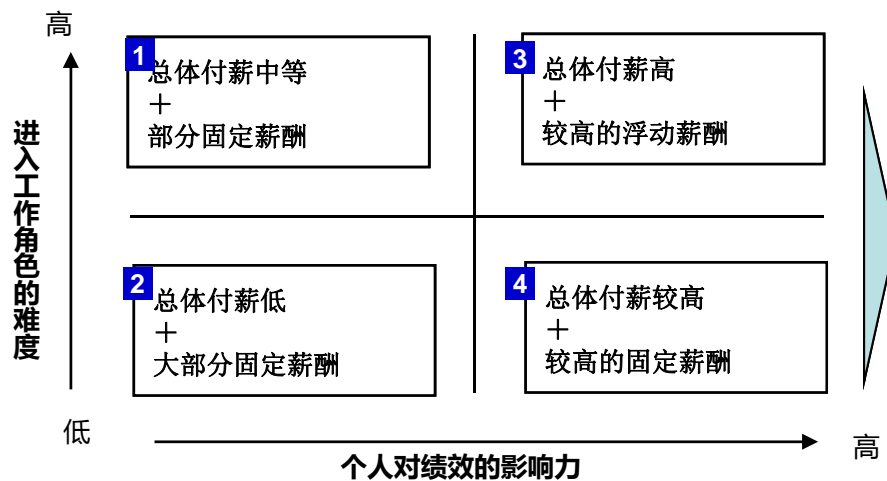 高
进入工作角色的难度
1
总体付薪中等
＋
部分固定薪酬
3
总体付薪高
＋
较高的浮动薪酬
2
总体付薪低
＋
大部分固定薪酬
4
总体付薪较高
＋
较高的固定薪酬
低
高
个人对绩效的影响力